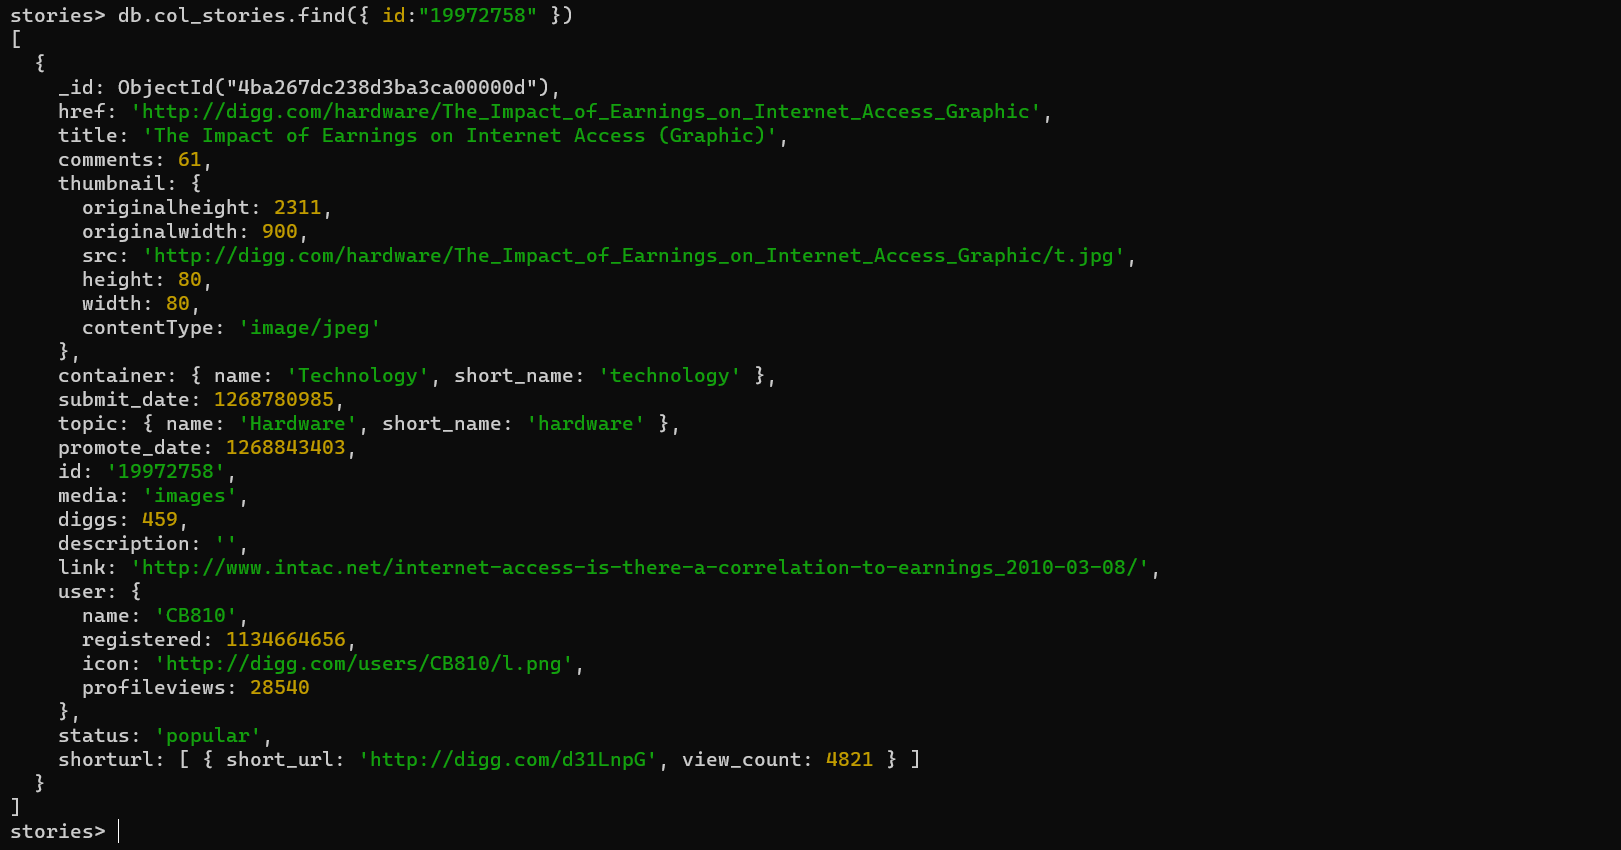 stories> db.col_stories.find({ id:"19972758" })
[
  {
    _id: ObjectId("4ba267dc238d3ba3ca00000d"),
    href: 'http://digg.com/hardware/The_Impact_of_Earnings_on_Internet_Access_Graphic',
    title: 'The Impact of Earnings on Internet Access (Graphic)',
    comments: 61,
    thumbnail: {
      originalheight: 2311,
      originalwidth: 900,
      src: 'http://digg.com/hardware/The_Impact_of_Earnings_on_Internet_Access_Graphic/t.jpg',
      height: 80,
      width: 80,
      contentType: 'image/jpeg'
    },
    container: { name: 'Technology', short_name: 'technology' },
    submit_date: 1268780985,
    topic: { name: 'Hardware', short_name: 'hardware' },
    promote_date: 1268843403,
    id: '19972758',
    media: 'images',
    diggs: 459,
    description: '',
    link: 'http://www.intac.net/internet-access-is-there-a-correlation-to-earnings_2010-03-08/',
    user: {
      name: 'CB810',
      registered: 1134664656,
      icon: 'http://digg.com/users/CB810/l.png',
      profileviews: 28540
    },
    status: 'popular',
    shorturl: [ { short_url: 'http://digg.com/d31LnpG', view_count: 4821 } ]
  }
]
stories>